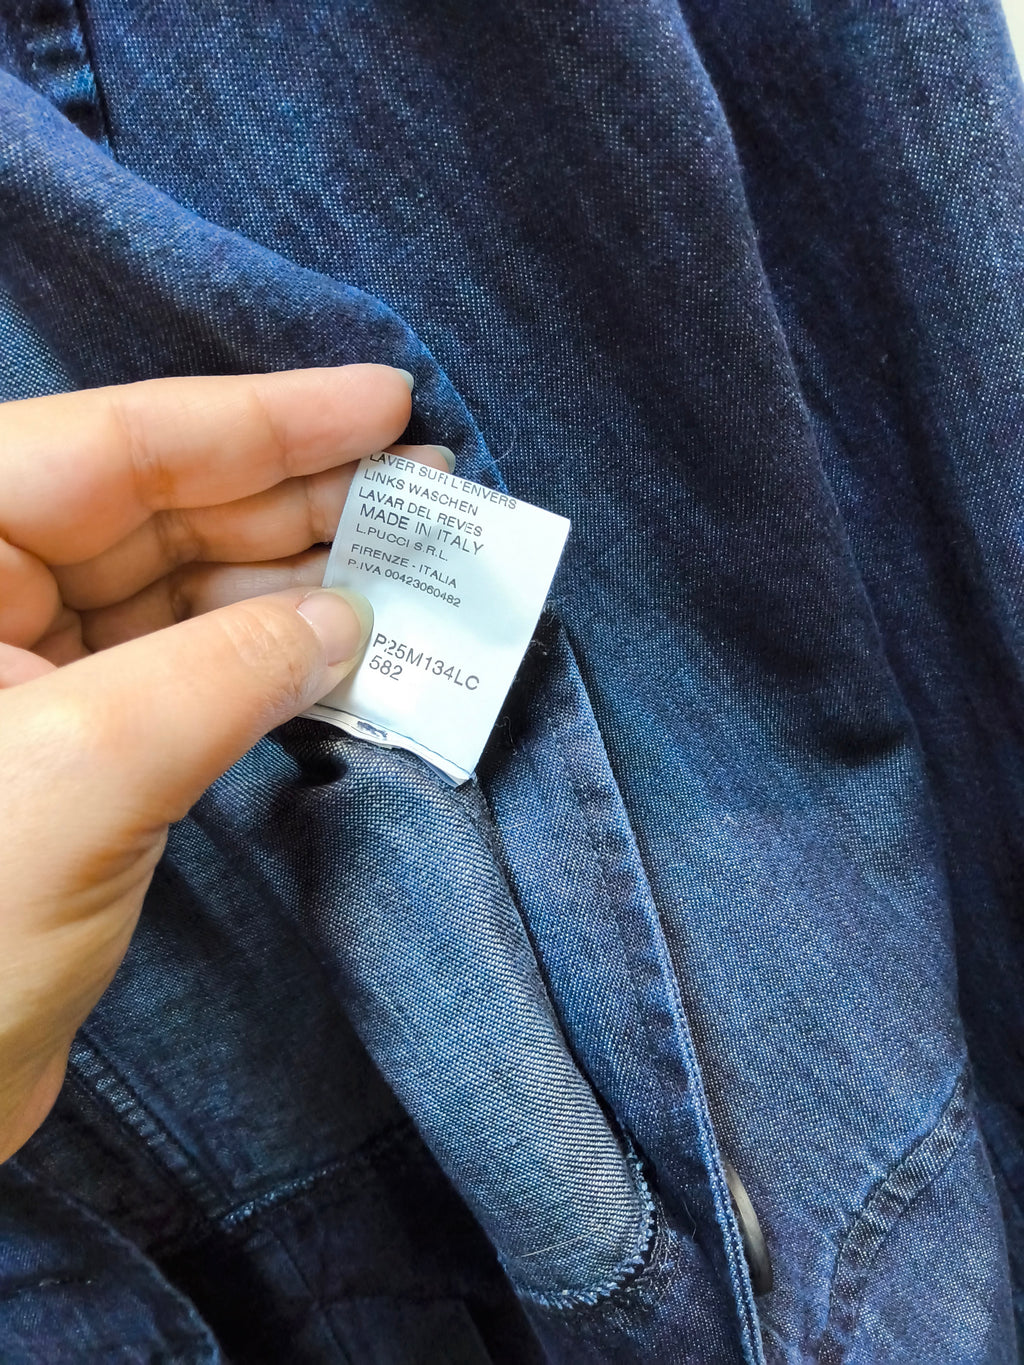 LAVER SUR L'ENVERS
LINKS WASCHEN
LAVAR DEL REVES
MADE IN ITALY
L.PUCCI S.R.L.
FIRENZE - ITALIA
P.IVA 00423060482
P25M134LC
582